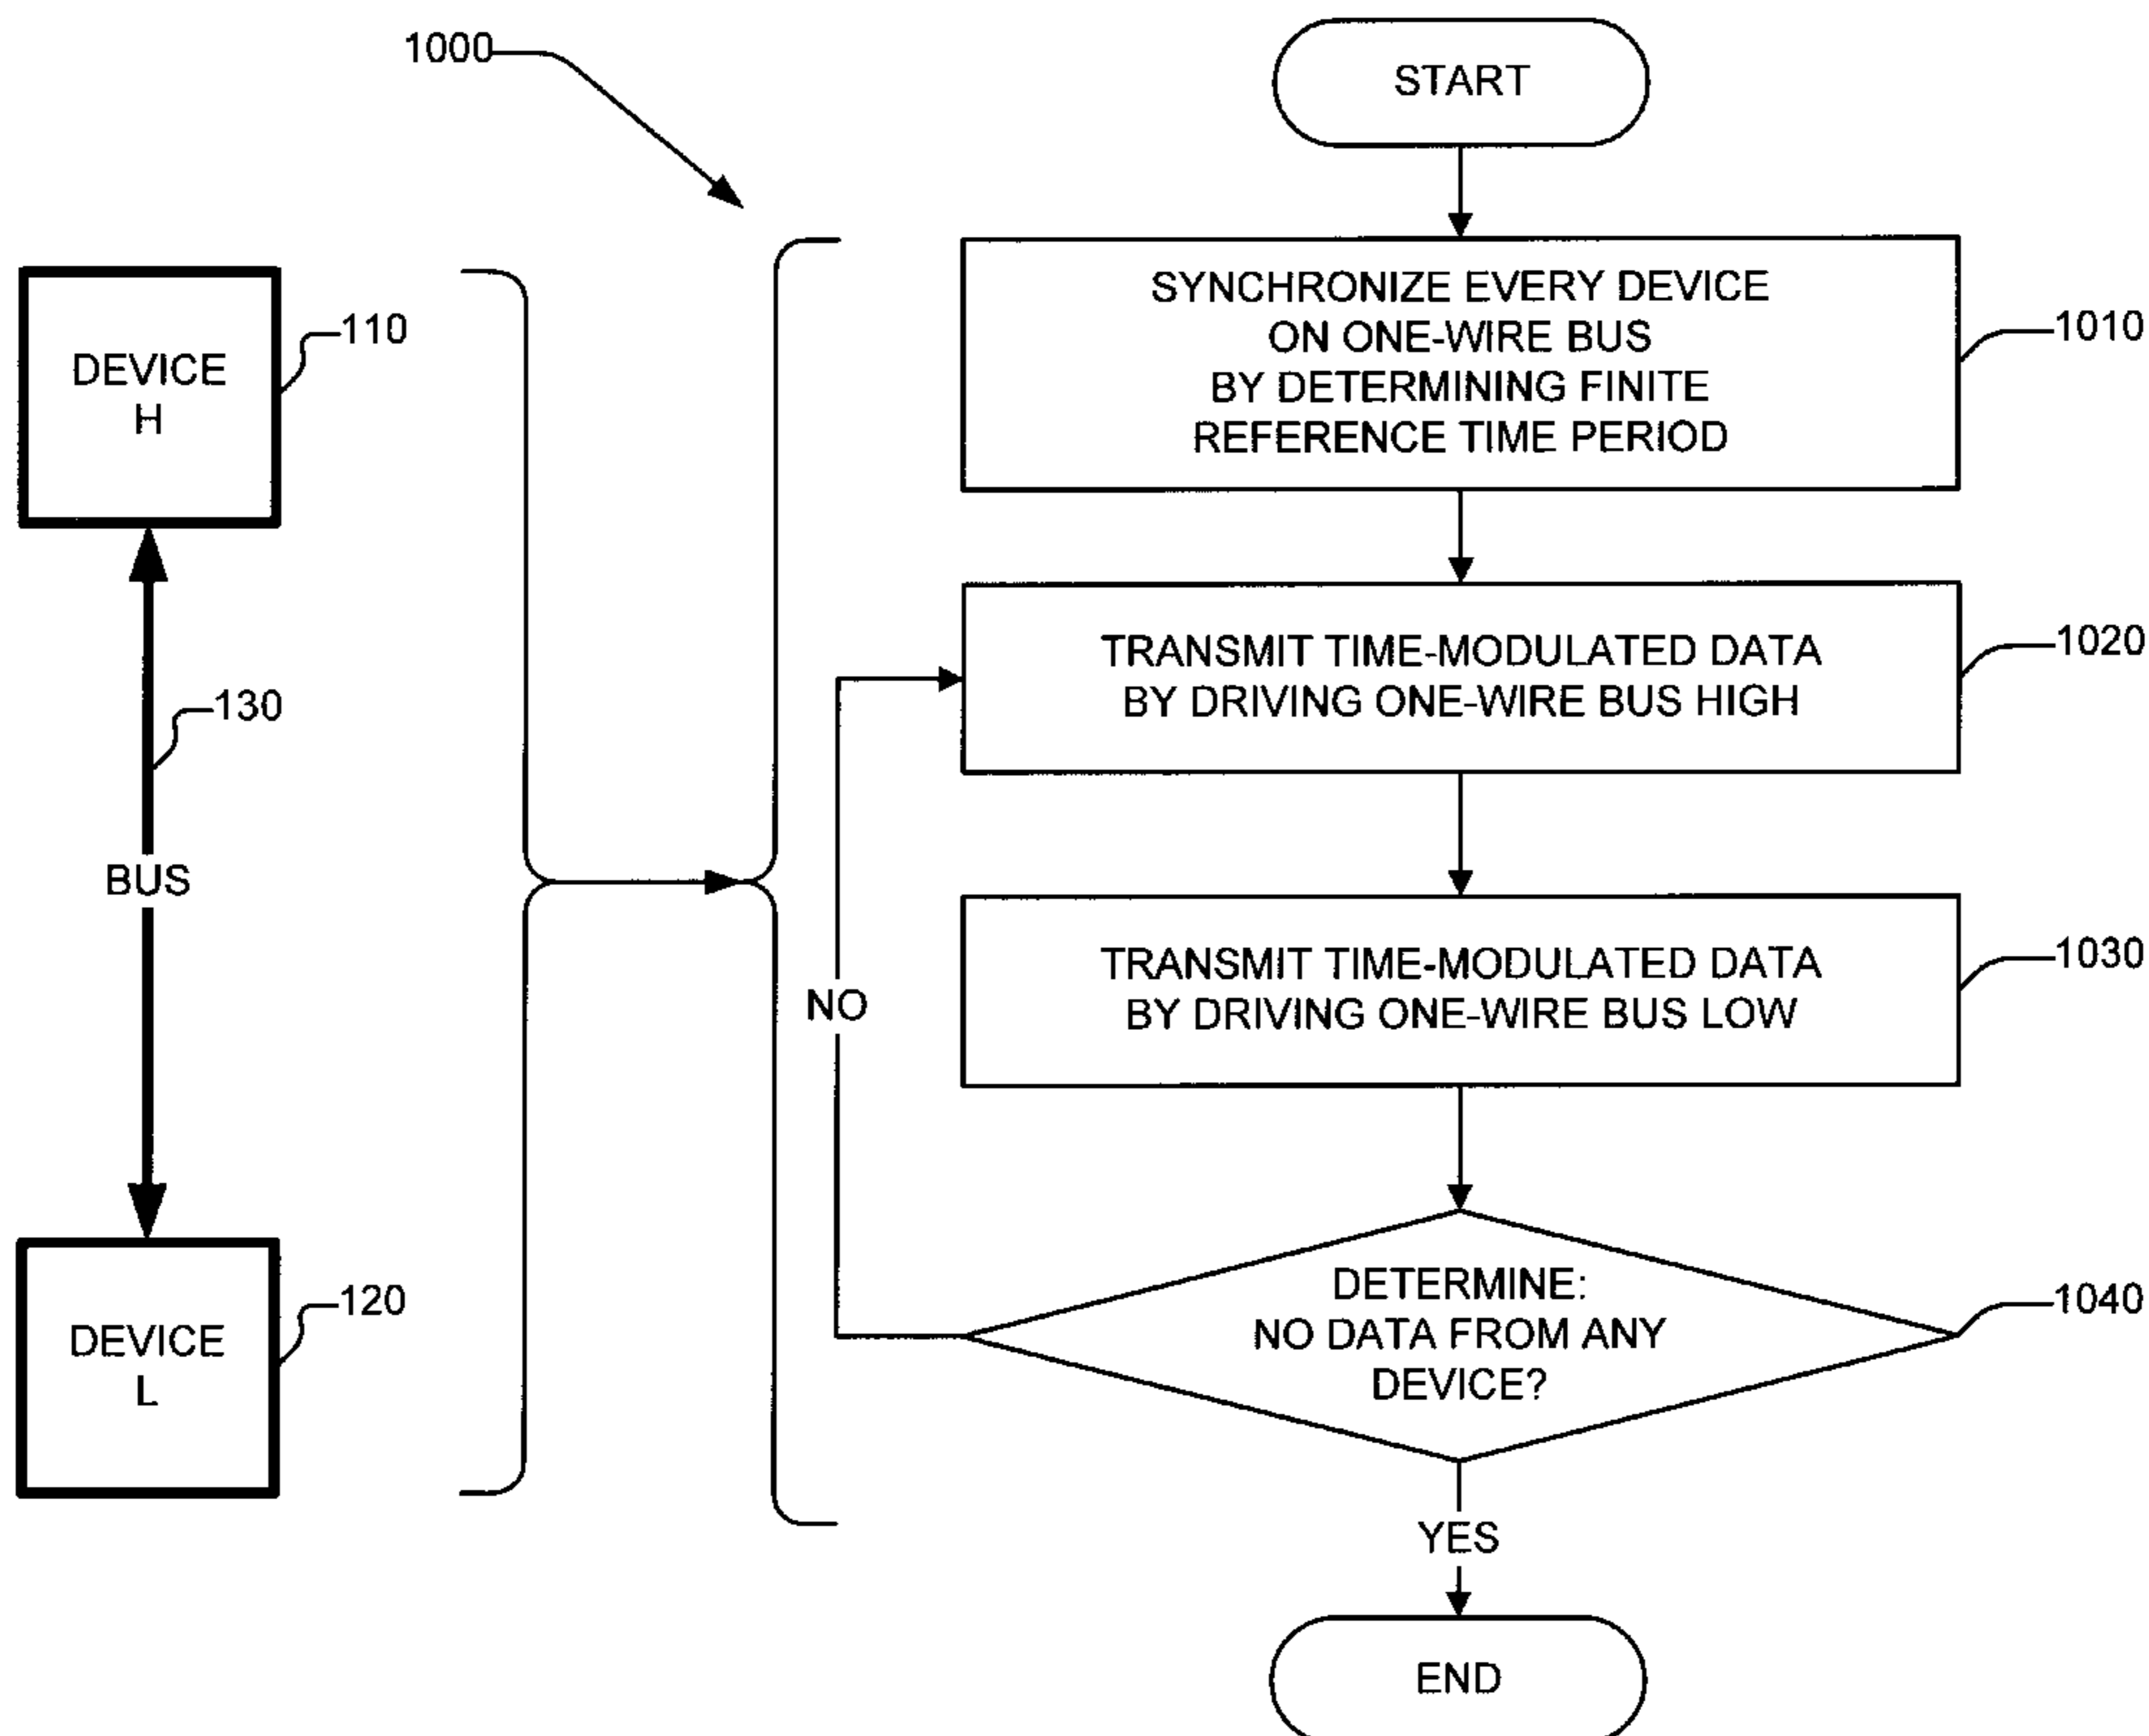 1000
START
DEVICE
H
110
130
BUS
DEVICE
L
120
SYNCHRONIZE EVERY DEVICE
ON ONE-WIRE BUS
BY DETERMINING FINITE
REFERENCE TIME PERIOD
1010
TRANSMIT TIME-MODULATED DATA
BY DRIVING ONE-WIRE BUS HIGH
1020
NO
TRANSMIT TIME-MODULATED DATA
BY DRIVING ONE-WIRE BUS LOW
1030
DETERMINE:
NO DATA FROM ANY
DEVICE?
1040
YES
END